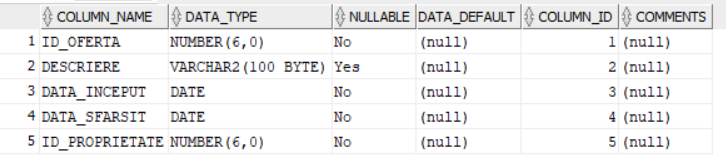 COLUMN_NAME DATA_TYPE NULLABLE DATA_DEFAULT COLUMN_ID COMMENTS
1 ID_OFERTA NUMBER(6,0) No (null) 1 (null)
2 DESCRIERE VARCHAR2(100 BYTE) Yes (null) 2 (null)
3 DATA_INCEPUT DATE No (null) 3 (null)
4 DATA_SFARSIT DATE No (null) 4 (null)
5 ID_PROPRIETATE NUMBER(6,0) No (null) 5 (null)